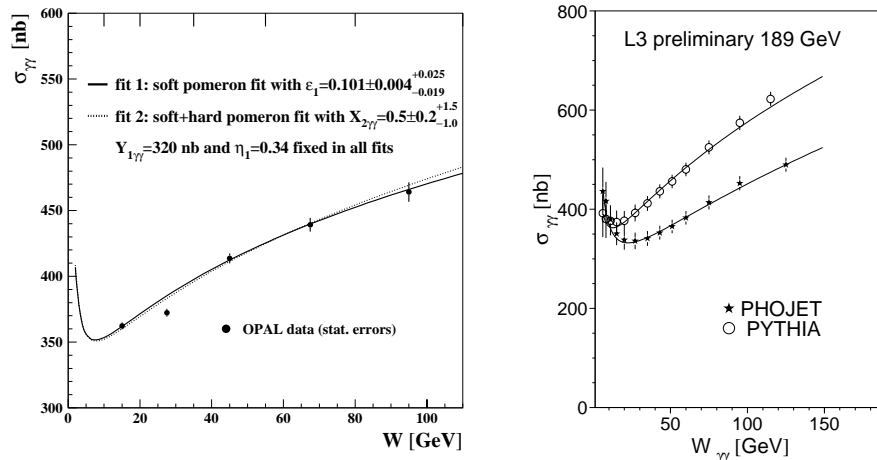 σγγ [nb]
600
550
500
450
400
350
300
fit 1: soft pomeron fit with ε₁=0.101±0.004 +0.025 −0.019
fit 2: soft+hard pomeron fit with X₂γγ=0.5±0.2 +1.5 −1.0
Y₁γγ=320 nb and η₁=0.34 fixed in all fits
OPAL data (stat. errors)
0 20 40 60 80 100
W [GeV]
σγγ [nb]
800
600
400
200
0
L3 preliminary 189 GeV
PHOJET
PYTHIA
50 100 150
Wγγ [GeV]